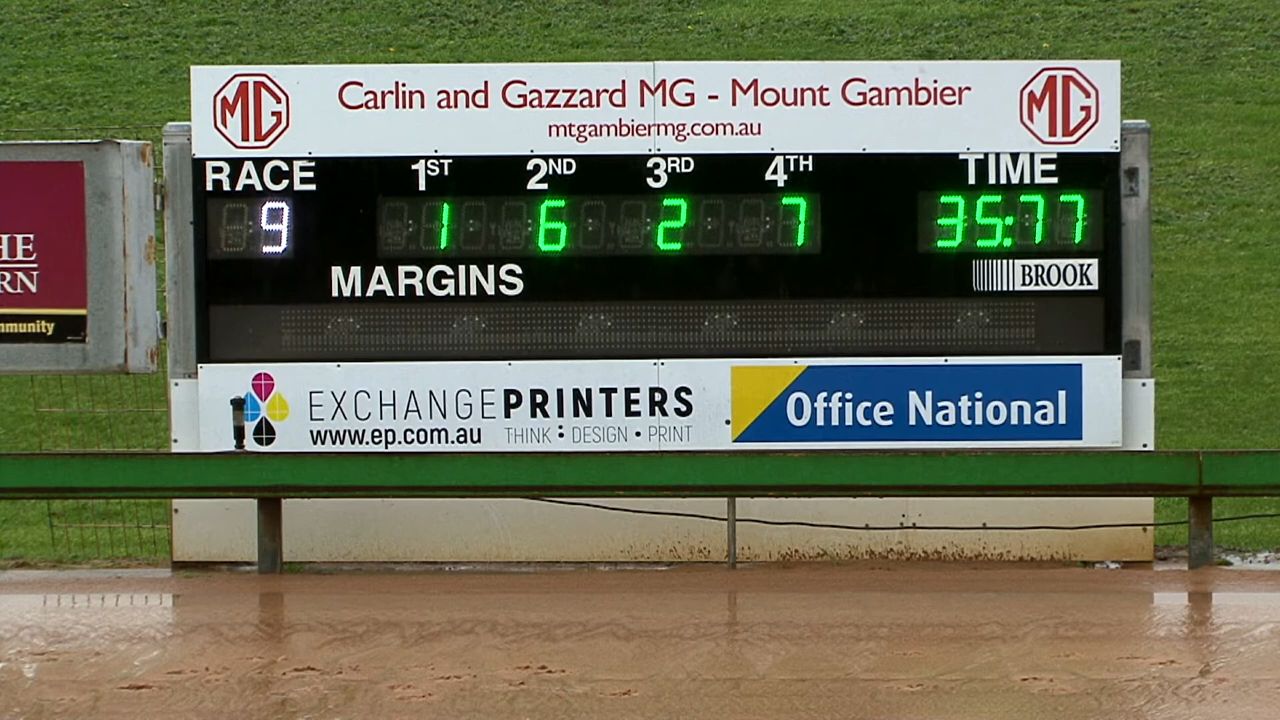 MG Carlin and Gazzard MG - Mount Gambier MG
mtgambiermg.com.au
RACE 1ST 2ND 3RD 4TH TIME
9 1 6 2 7 35:77
MARGINS BROOK
HE
RN
mmunity
EXCHANGEPRINTERS
www.ep.com.au THINK : DESIGN • PRINT
Office National